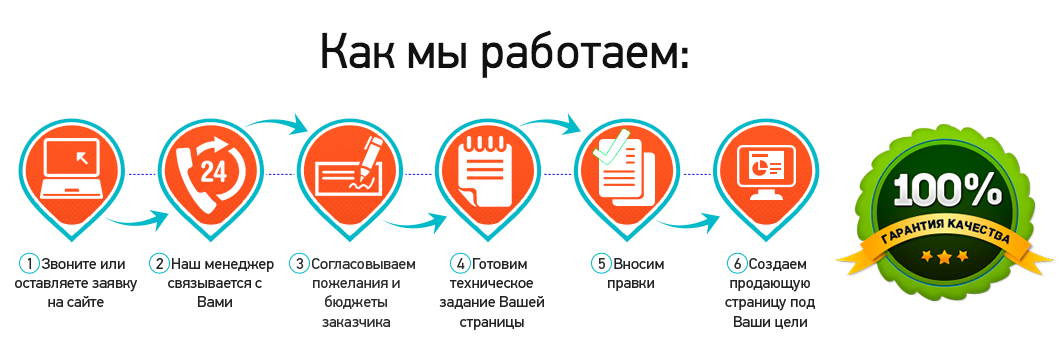 Как мы работаем:
24
1 Звоните или
оставляете заявку
на сайте
2 Наш менеджер
связывается с
Вами
3 Согласовываем
пожелания и
бюджеты
заказчика
4 Готовим
техническое
задание Вашей
страницы
5 Вносим
правки
6 Создаем
продающую
страницу под
Ваши цели
100%
ГАРАНТИЯ КАЧЕСТВА